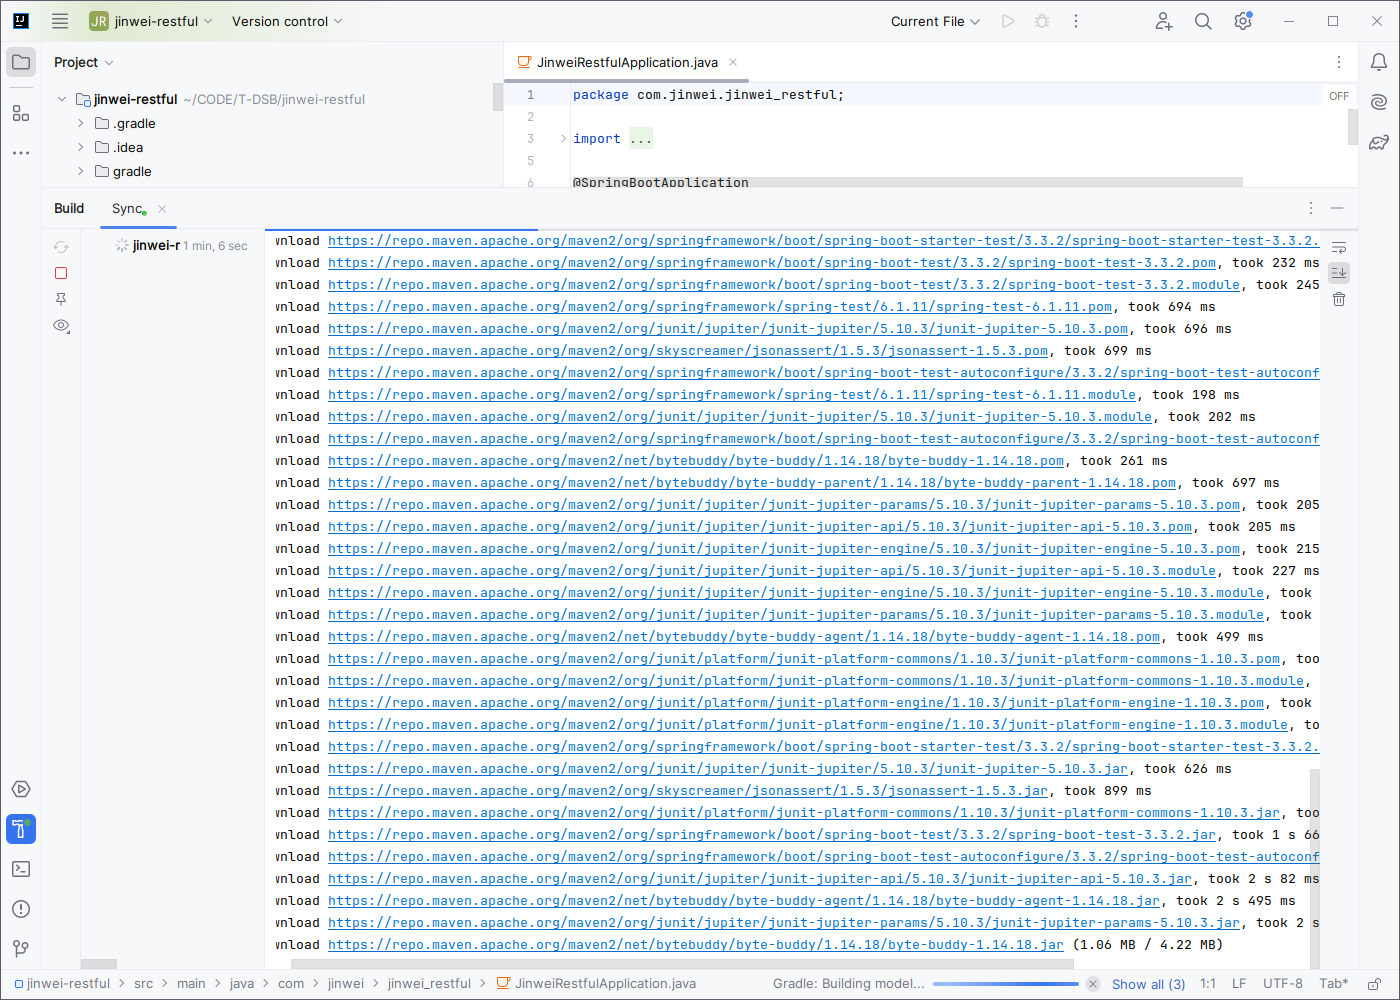 JR jinwei-restful Version control Current File
Project
JinweiRestfulApplication.java
jinwei-restful ~/CODE/T-DSB/jinwei-restful
.gradle
.idea
gradle
1 package com.jinwei.jinwei_restful;
OFF
2
3 import ...
5
6 @SpringBootApplication
Build Sync
jinwei-r 1 min, 6 sec
wnload https://repo.maven.apache.org/maven2/org/springframework/boot/spring-boot-starter-test/3.3.2/spring-boot-starter-test-3.3.2.
wnload https://repo.maven.apache.org/maven2/org/springframework/boot/spring-boot-test/3.3.2/spring-boot-test-3.3.2.pom, took 232 ms
wnload https://repo.maven.apache.org/maven2/org/springframework/boot/spring-boot-test/3.3.2/spring-boot-test-3.3.2.module, took 245
wnload https://repo.maven.apache.org/maven2/org/springframework/spring-test/6.1.11/spring-test-6.1.11.pom, took 694 ms
wnload https://repo.maven.apache.org/maven2/org/junit/jupiter/junit-jupiter/5.10.3/junit-jupiter-5.10.3.pom, took 696 ms
wnload https://repo.maven.apache.org/maven2/org/skyscreamer/jsonassert/1.5.3/jsonassert-1.5.3.pom, took 699 ms
wnload https://repo.maven.apache.org/maven2/org/springframework/boot/spring-boot-test-autoconfigure/3.3.2/spring-boot-test-autoconf
wnload https://repo.maven.apache.org/maven2/org/springframework/spring-test/6.1.11/spring-test-6.1.11.module, took 198 ms
wnload https://repo.maven.apache.org/maven2/org/junit/jupiter/junit-jupiter/5.10.3/junit-jupiter-5.10.3.module, took 202 ms
wnload https://repo.maven.apache.org/maven2/org/springframework/boot/spring-boot-test-autoconfigure/3.3.2/spring-boot-test-autoconf
wnload https://repo.maven.apache.org/maven2/net/bytebuddy/byte-buddy/1.14.18/byte-buddy-1.14.18.pom, took 261 ms
wnload https://repo.maven.apache.org/maven2/net/bytebuddy/byte-buddy-parent/1.14.18/byte-buddy-parent-1.14.18.pom, took 697 ms
wnload https://repo.maven.apache.org/maven2/org/junit/jupiter/junit-jupiter-params/5.10.3/junit-jupiter-params-5.10.3.pom, took 205
wnload https://repo.maven.apache.org/maven2/org/junit/jupiter/junit-jupiter-api/5.10.3/junit-jupiter-api-5.10.3.pom, took 205 ms
wnload https://repo.maven.apache.org/maven2/org/junit/jupiter/junit-jupiter-engine/5.10.3/junit-jupiter-engine-5.10.3.pom, took 215
wnload https://repo.maven.apache.org/maven2/org/junit/jupiter/junit-jupiter-api/5.10.3/junit-jupiter-api-5.10.3.module, took 227 ms
wnload https://repo.maven.apache.org/maven2/org/junit/jupiter/junit-jupiter-engine/5.10.3/junit-jupiter-engine-5.10.3.module, took
wnload https://repo.maven.apache.org/maven2/org/junit/jupiter/junit-jupiter-params/5.10.3/junit-jupiter-params-5.10.3.module, took
wnload https://repo.maven.apache.org/maven2/net/bytebuddy/byte-buddy-agent/1.14.18/byte-buddy-agent-1.14.18.pom, took 499 ms
wnload https://repo.maven.apache.org/maven2/org/junit/platform/junit-platform-commons/1.10.3/junit-platform-commons-1.10.3.pom, too
wnload https://repo.maven.apache.org/maven2/org/junit/platform/junit-platform-commons/1.10.3/junit-platform-commons-1.10.3.module,
wnload https://repo.maven.apache.org/maven2/org/junit/platform/junit-platform-engine/1.10.3/junit-platform-engine-1.10.3.pom, took
wnload https://repo.maven.apache.org/maven2/org/junit/platform/junit-platform-engine/1.10.3/junit-platform-engine-1.10.3.module, to
wnload https://repo.maven.apache.org/maven2/org/springframework/boot/spring-boot-starter-test/3.3.2/spring-boot-starter-test-3.3.2.
wnload https://repo.maven.apache.org/maven2/org/junit/jupiter/junit-jupiter/5.10.3/junit-jupiter-5.10.3.jar, took 626 ms
wnload https://repo.maven.apache.org/maven2/org/skyscreamer/jsonassert/1.5.3/jsonassert-1.5.3.jar, took 899 ms
wnload https://repo.maven.apache.org/maven2/org/junit/platform/junit-platform-commons/1.10.3/junit-platform-commons-1.10.3.jar, too
wnload https://repo.maven.apache.org/maven2/org/springframework/boot/spring-boot-test/3.3.2/spring-boot-test-3.3.2.jar, took 1 s 66
wnload https://repo.maven.apache.org/maven2/org/springframework/boot/spring-boot-test-autoconfigure/3.3.2/spring-boot-test-autoconf
wnload https://repo.maven.apache.org/maven2/org/junit/jupiter/junit-jupiter-api/5.10.3/junit-jupiter-api-5.10.3.jar, took 2 s 82 ms
wnload https://repo.maven.apache.org/maven2/net/bytebuddy/byte-buddy-agent/1.14.18/byte-buddy-agent-1.14.18.jar, took 2 s 495 ms
wnload https://repo.maven.apache.org/maven2/org/junit/jupiter/junit-jupiter-params/5.10.3/junit-jupiter-params-5.10.3.jar, took 2 s
wnload https://repo.maven.apache.org/maven2/net/bytebuddy/byte-buddy/1.14.18/byte-buddy-1.14.18.jar (1.06 MB / 4.22 MB)
jinwei-restful > src > main > java > com > jinwei > jinwei_restful > JinweiRestfulApplication.java Gradle: Building model... Show all (3) 1:1 LF UTF-8 Tab*